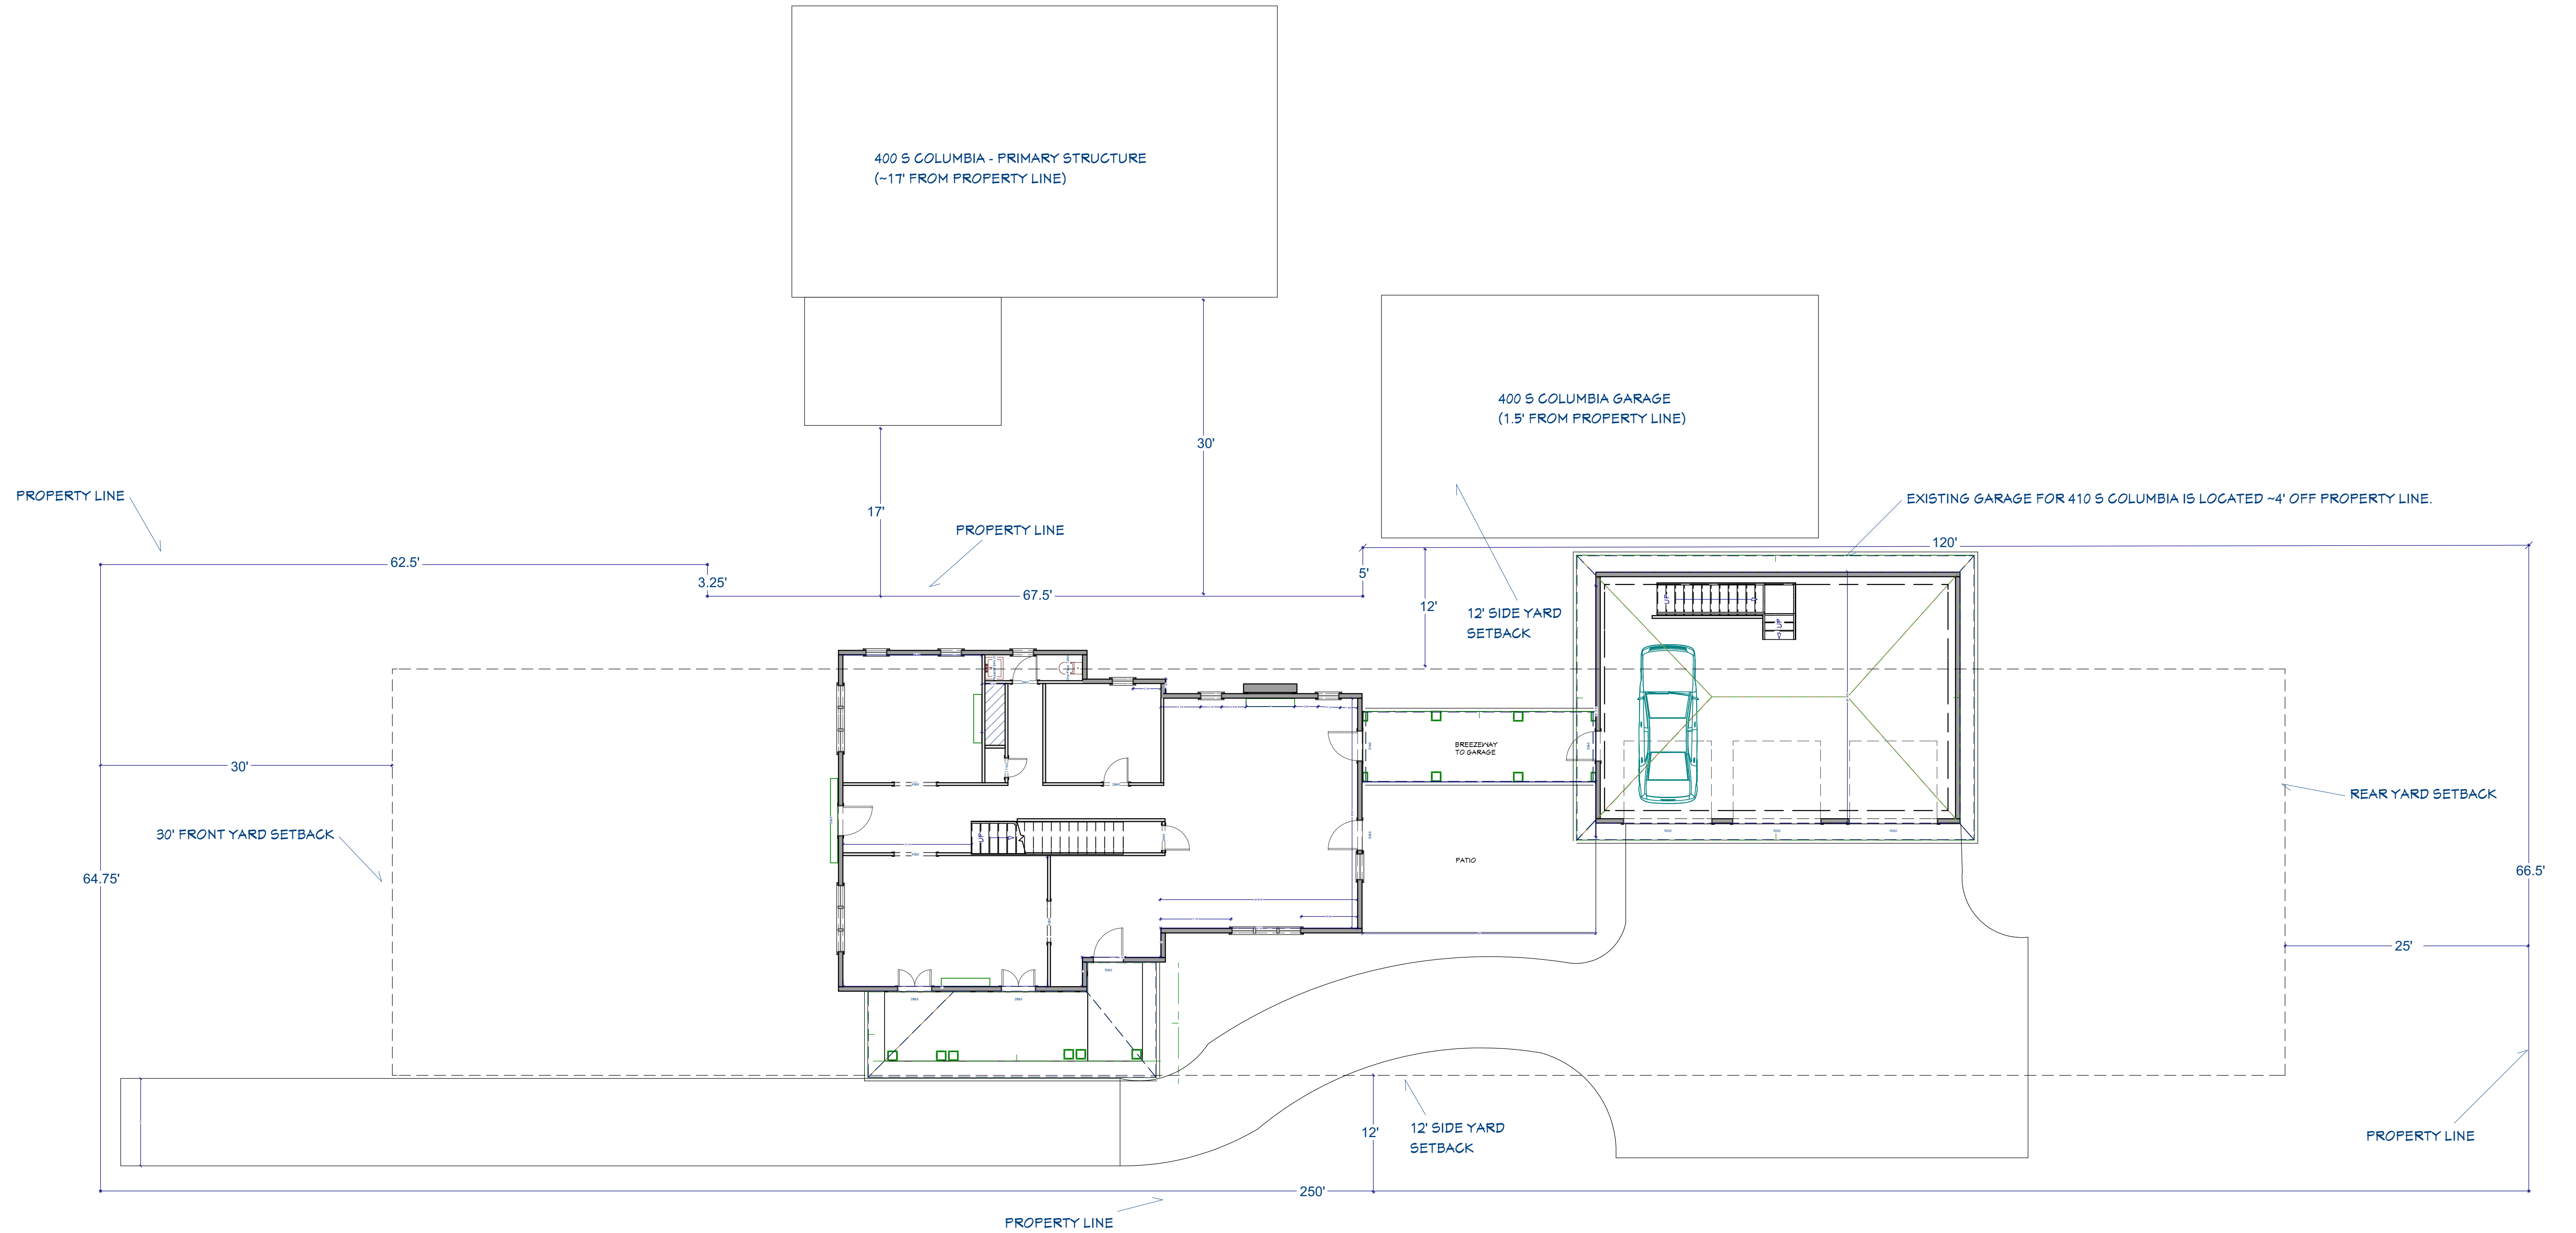 400 S COLUMBIA - PRIMARY STRUCTURE
(~17' FROM PROPERTY LINE)
400 S COLUMBIA GARAGE
(1.5' FROM PROPERTY LINE)
30'
PROPERTY LINE
EXISTING GARAGE FOR 410 S COLUMBIA IS LOCATED ~4' OFF PROPERTY LINE.
17'
PROPERTY LINE
120'
62.5'
5'
3.25'
67.5'
12'
12' SIDE YARD
SETBACK
UP
UP
BREEZEWAY
TO GARAGE
30'
REAR YARD SETBACK
30' FRONT YARD SETBACK
UP
PATIO
64.75'
66.5'
25'
12'
12' SIDE YARD
SETBACK
PROPERTY LINE
250'
PROPERTY LINE